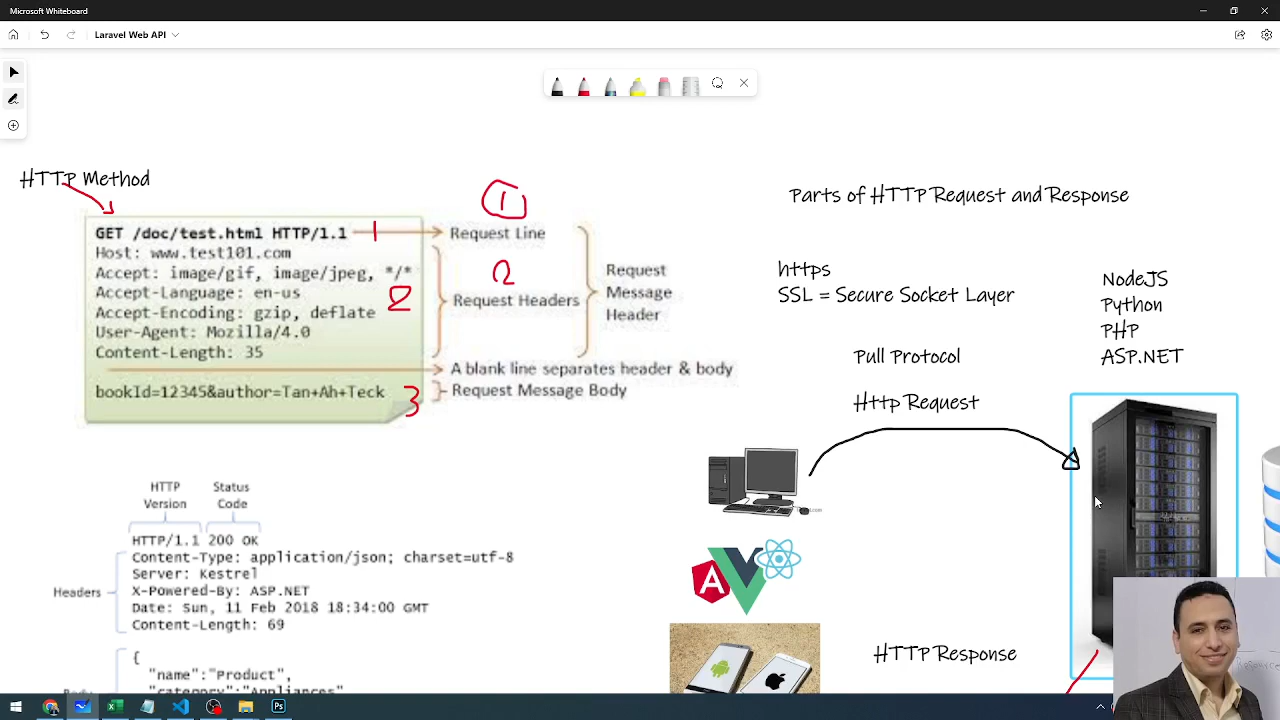 Microsoft Whiteboard
Laravel Web API
HTTP Method
GET /doc/test.html HTTP/1.1
Host: www.test101.com
Accept: image/gif, image/jpeg, */*
Accept-Language: en-us
Accept-Encoding: gzip, deflate
User-Agent: Mozilla/4.0
Content-Length: 35
bookId=12345&author=Tan+Ah+Teck
1
2
3
1
Request Line
2
Request Headers
Request
Message
Header
A blank line separates header & body
Request Message Body
HTTP
Version
Status
Code
HTTP/1.1 200 OK
Headers
Content-Type: application/json; charset=utf-8
Server: Kestrel
X-Powered-By: ASP.NET
Date: Sun, 11 Feb 2018 18:34:00 GMT
Content-Length: 69
{
"name":"Product",
"category":"Appliances"
Parts of HTTP Request and Response
https
SSL = Secure Socket Layer
NodeJS
Python
PHP
ASP.NET
Pull Protocol
Http Request
A
HTTP Response
Ps